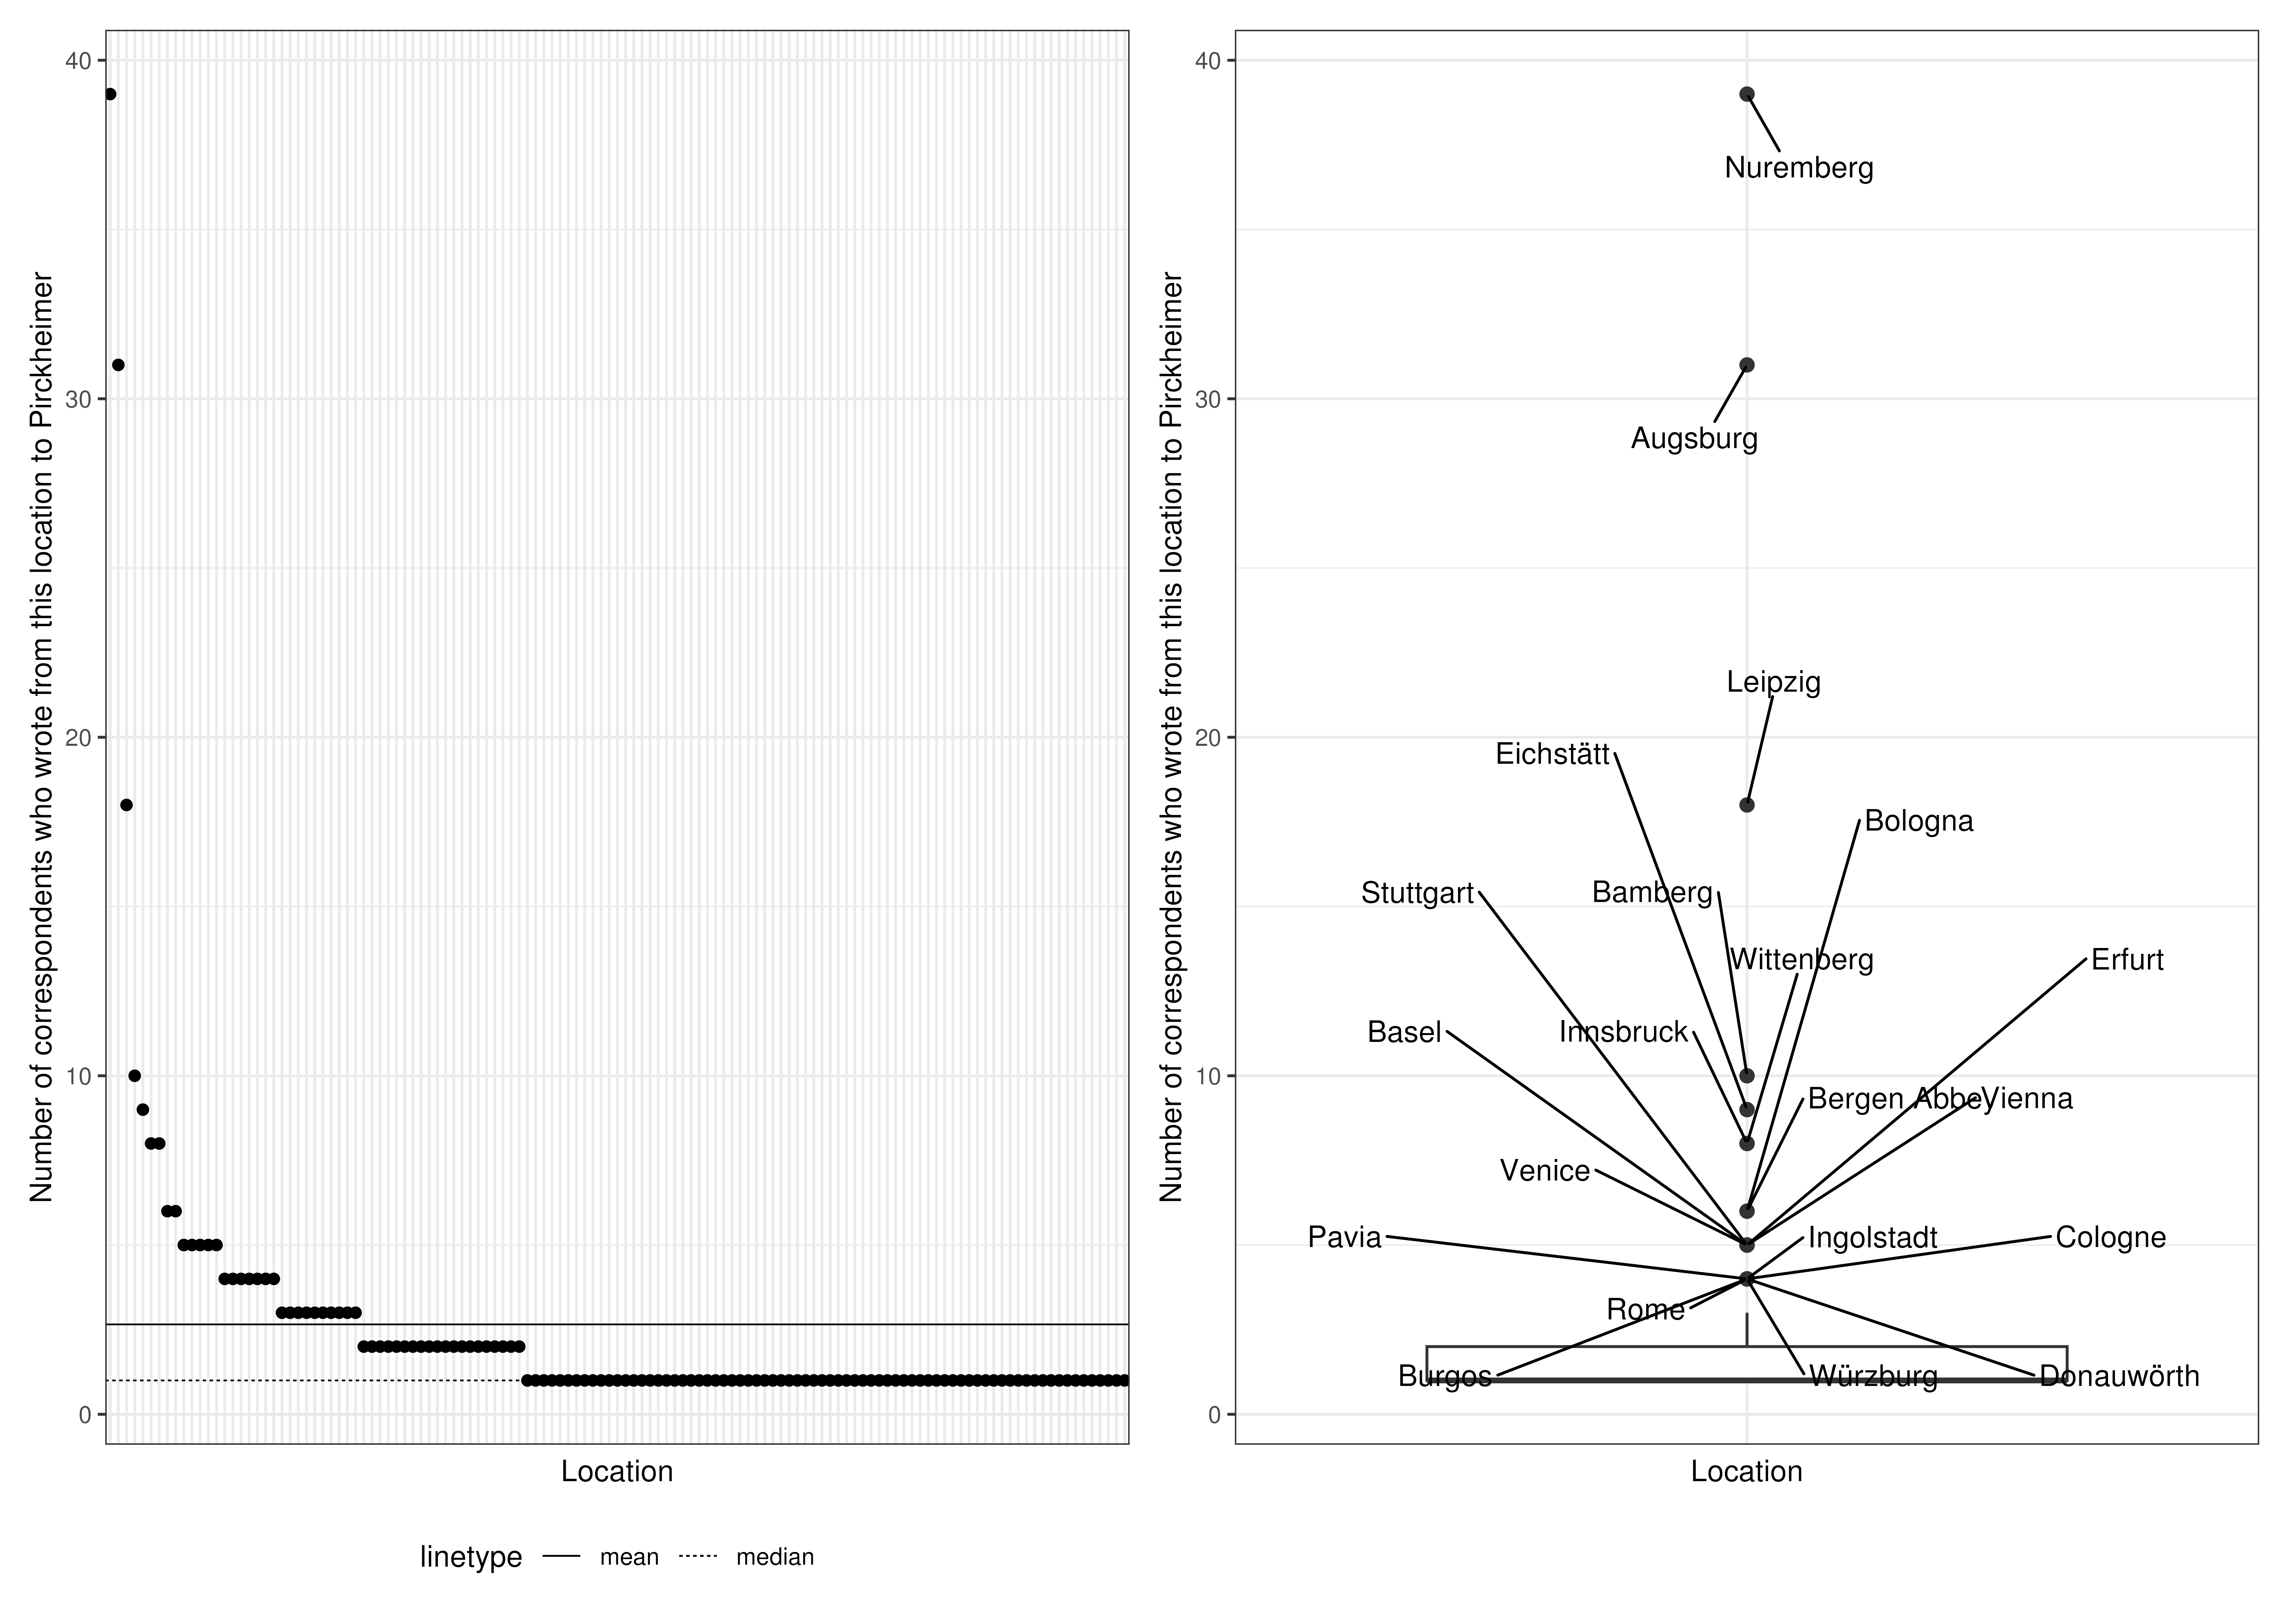 Number of correspondents who wrote from this location to Pirckheimer
40
30
20
10
0
Location
linetype mean median
Number of correspondents who wrote from this location to Pirckheimer
40
30
20
10
0
Nuremberg
Augsburg
Leipzig
Eichstätt
Bologna
Stuttgart
Bamberg
Wittenberg
Erfurt
Basel
Innsbruck
Bergen Abbey
Vienna
Venice
Pavia
Ingolstadt
Cologne
Rome
Burgos
Würzburg
Donauwörth
Location